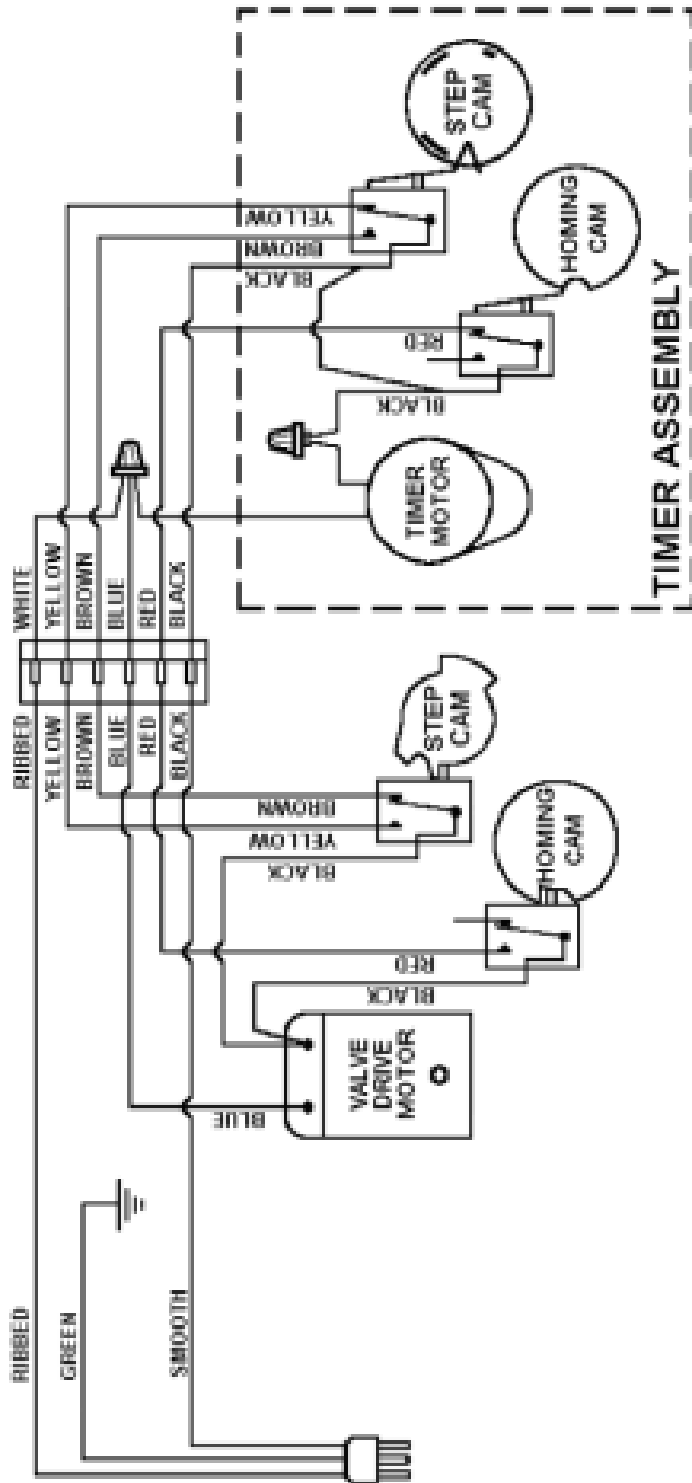 RIBBED
GREEN
SMOOTH
BLUE
VALVE
DRIVE
MOTOR
BLACK
RED
HOMING
CAM
BLACK
YELLOW
BROWN
STEP
CAM
RIBBED
YELLOW
BROWN
BLUE
RED
BLACK
WHITE
YELLOW
BROWN
BLUE
RED
BLACK
TIMER
MOTOR
BLACK
RED
HOMING
CAM
BLACK
BROWN
YELLOW
STEP
CAM
TIMER ASSEMBLY